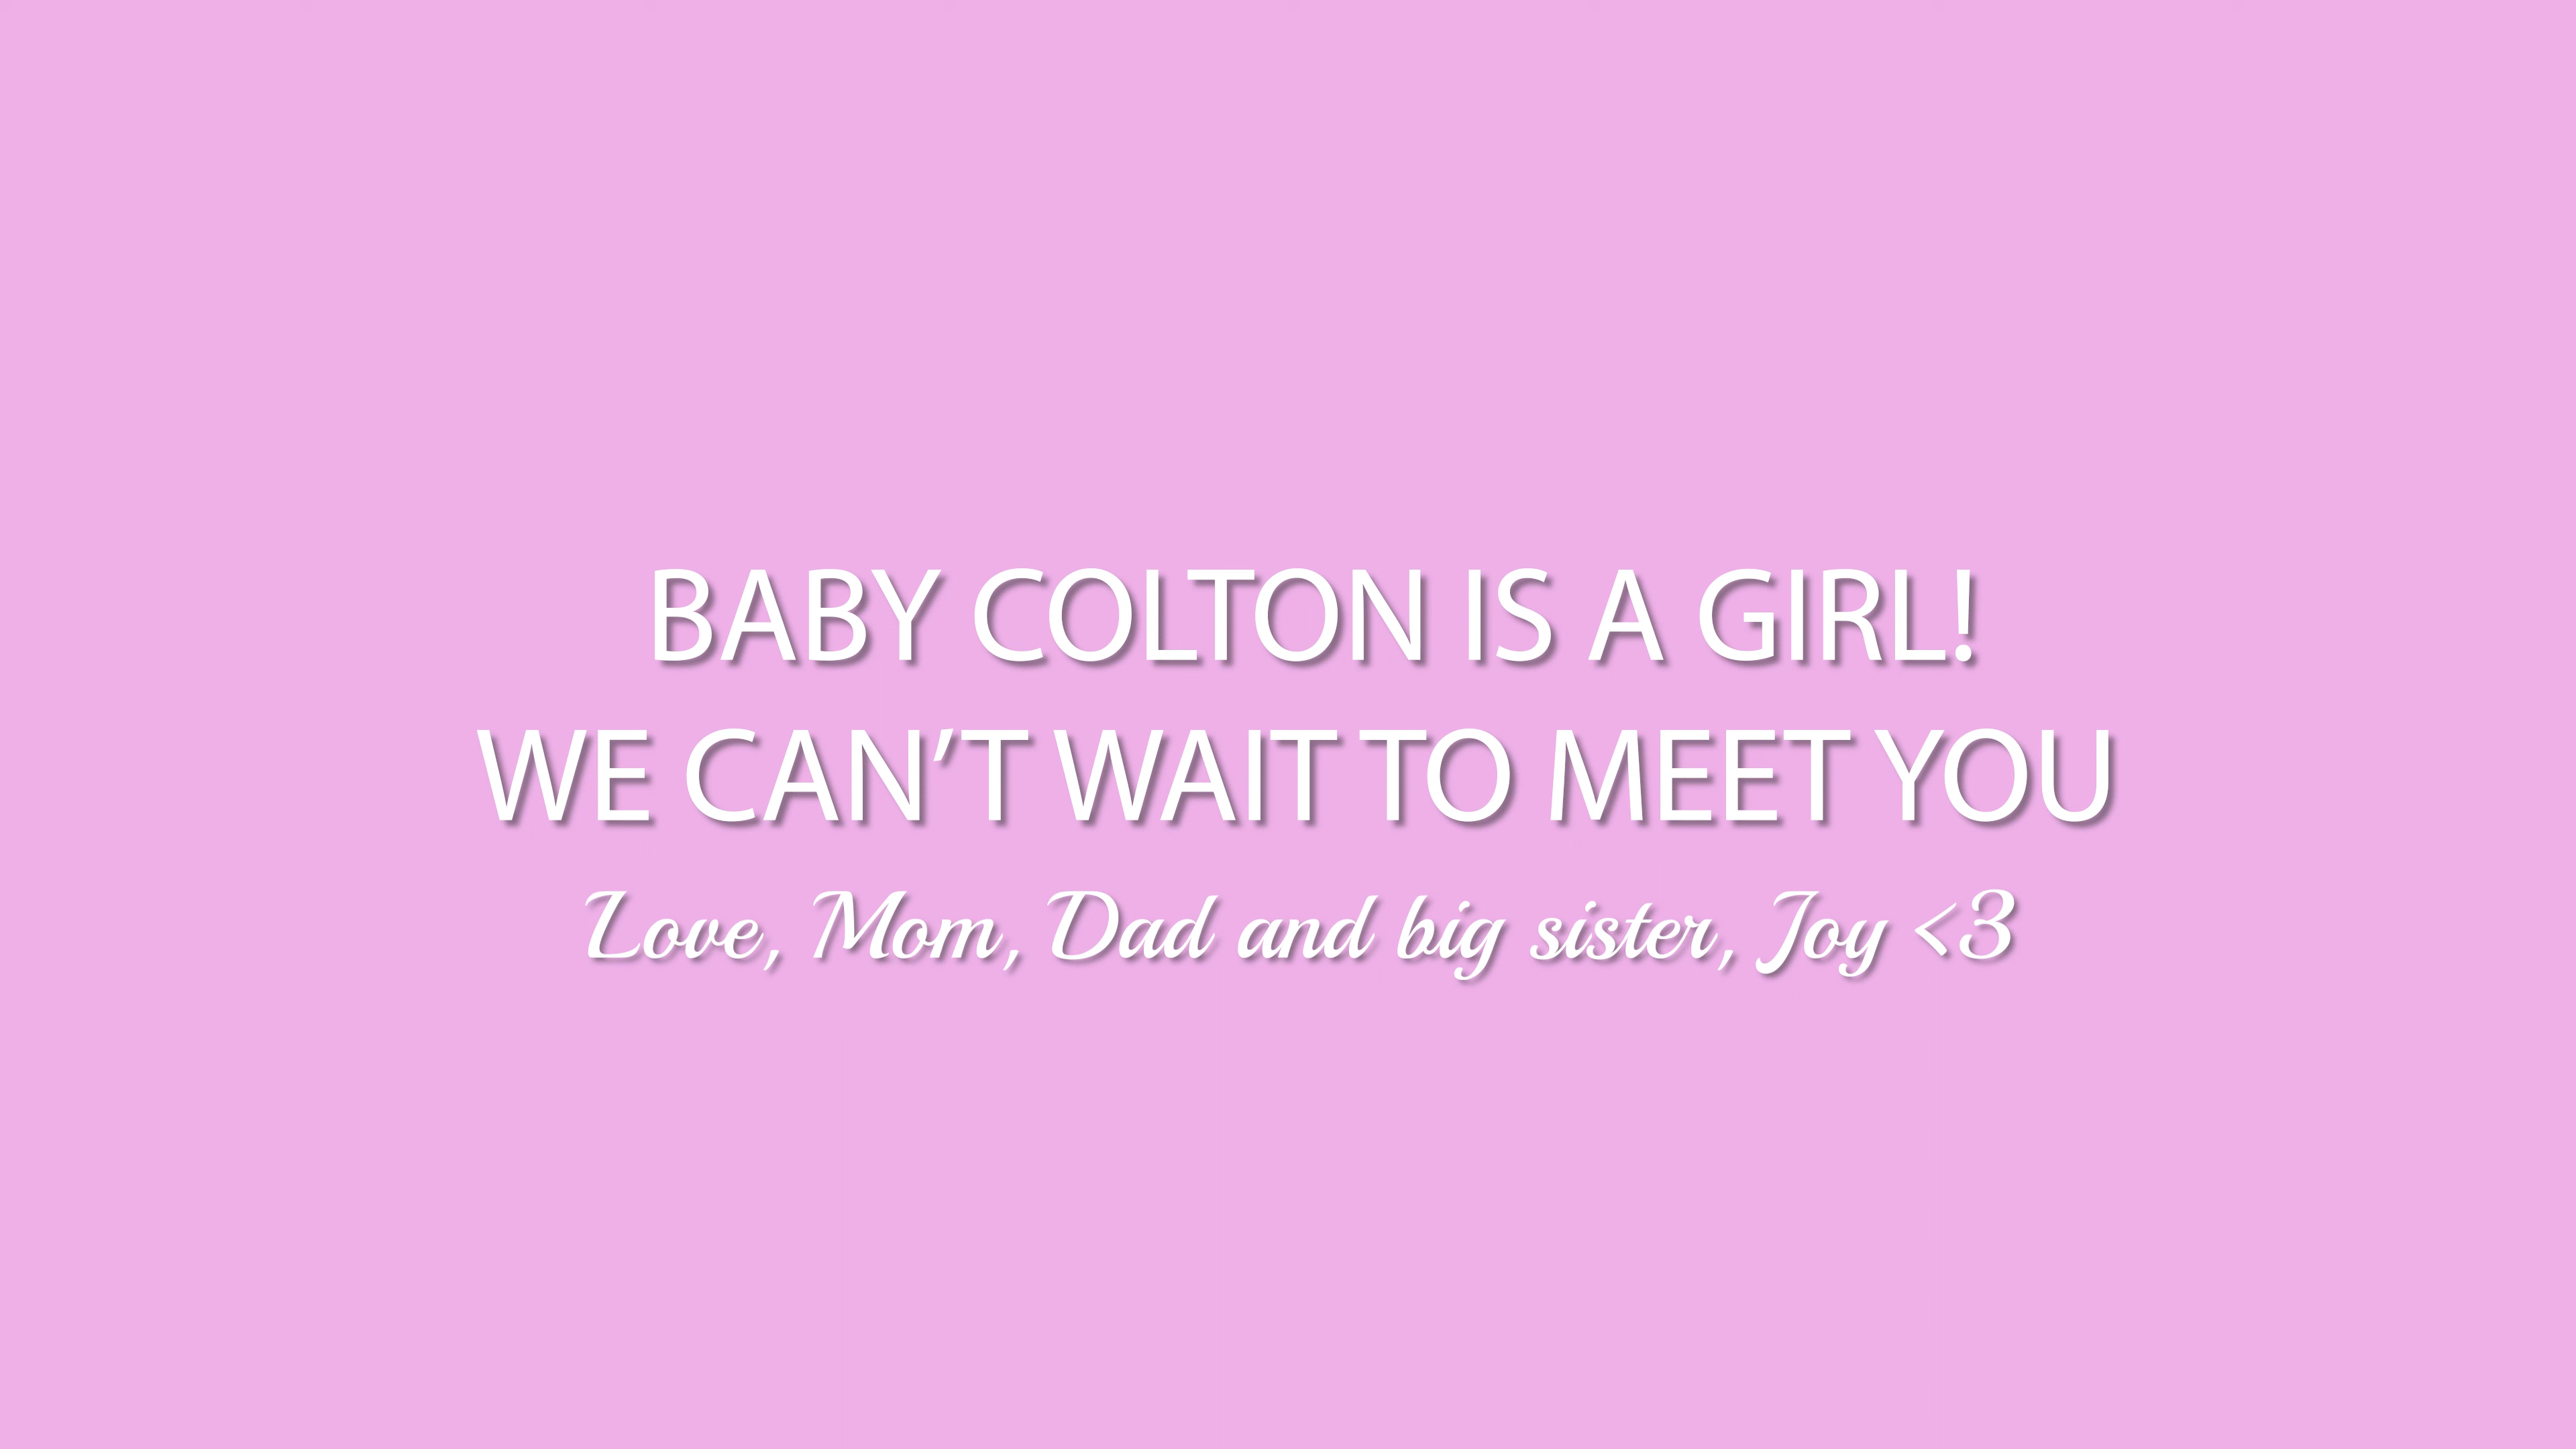 BABY COLTON IS A GIRL!
WE CAN’T WAIT TO MEET YOU
Love, Mom, Dad and big sister, Joy <3